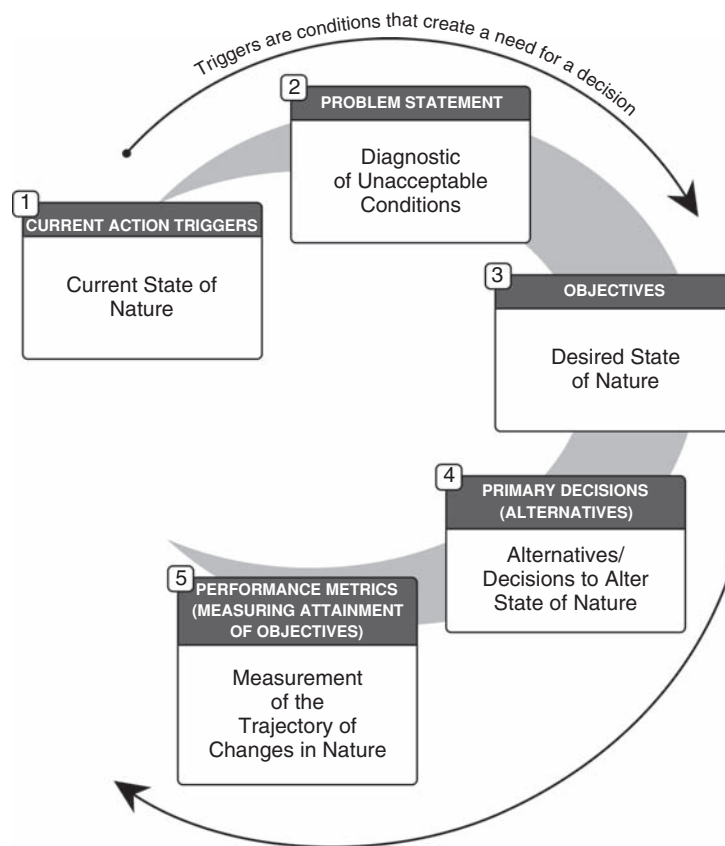 Triggers are conditions that create a need for a decision
1
CURRENT ACTION TRIGGERS
Current State of
Nature
2
PROBLEM STATEMENT
Diagnostic
of Unacceptable
Conditions
3
OBJECTIVES
Desired State
of Nature
4
PRIMARY DECISIONS
(ALTERNATIVES)
Alternatives/
Decisions to Alter
State of Nature
5
PERFORMANCE METRICS
(MEASURING ATTAINMENT
OF OBJECTIVES)
Measurement
of the
Trajectory of
Changes in Nature